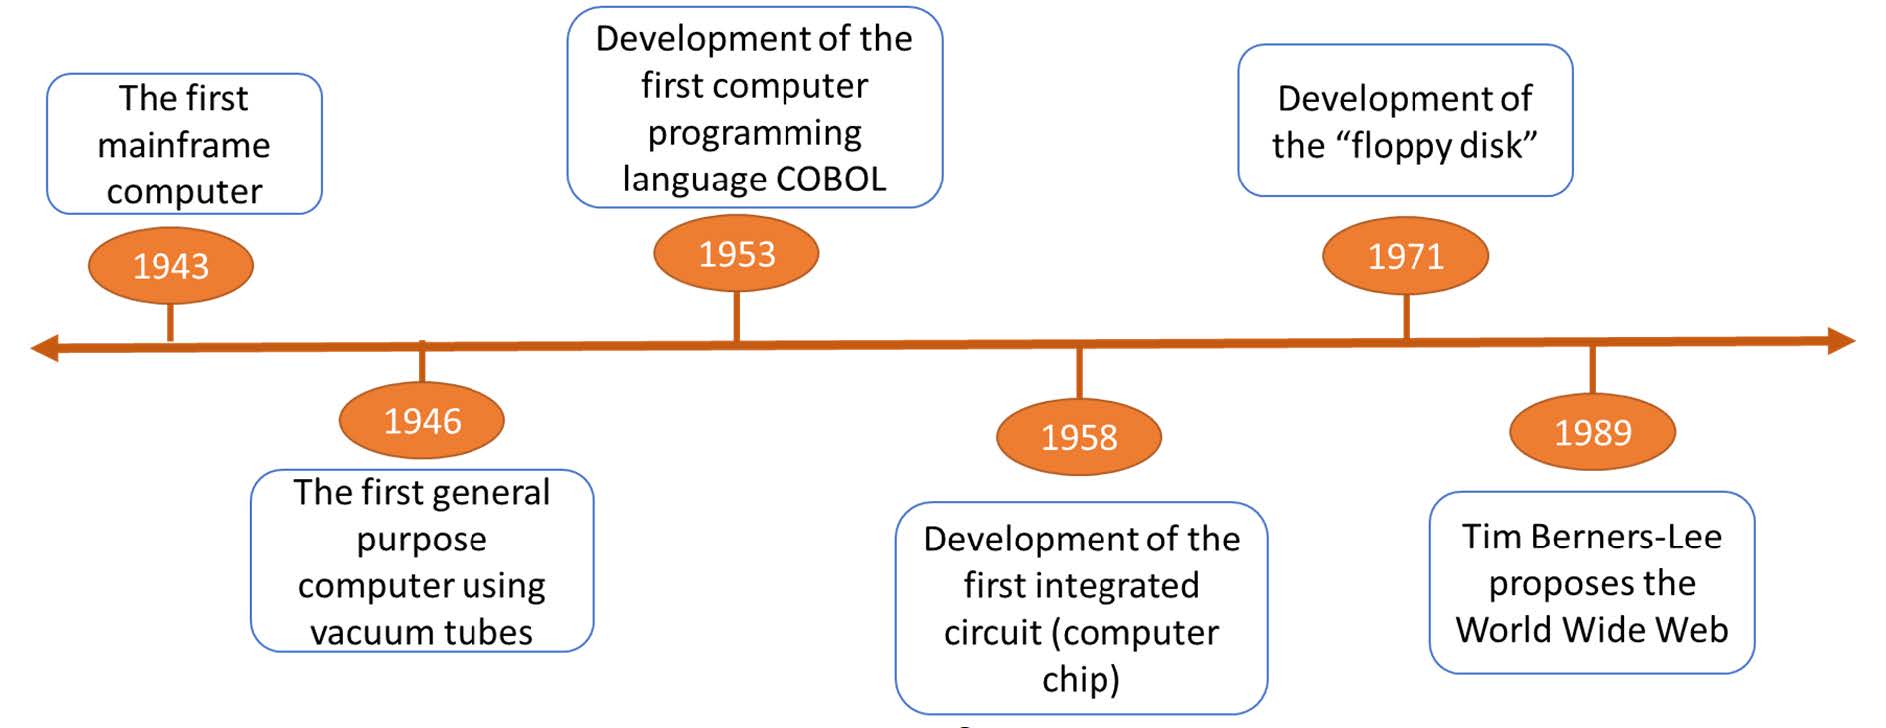 The first
mainframe
computer
1943
The first general
purpose
computer using
vacuum tubes
1946
Development of the
first computer
programming
language COBOL
1953
Development of the
first integrated
circuit (computer
chip)
1958
Development of
the “floppy disk”
1971
Tim Berners-Lee
proposes the
World Wide Web
1989